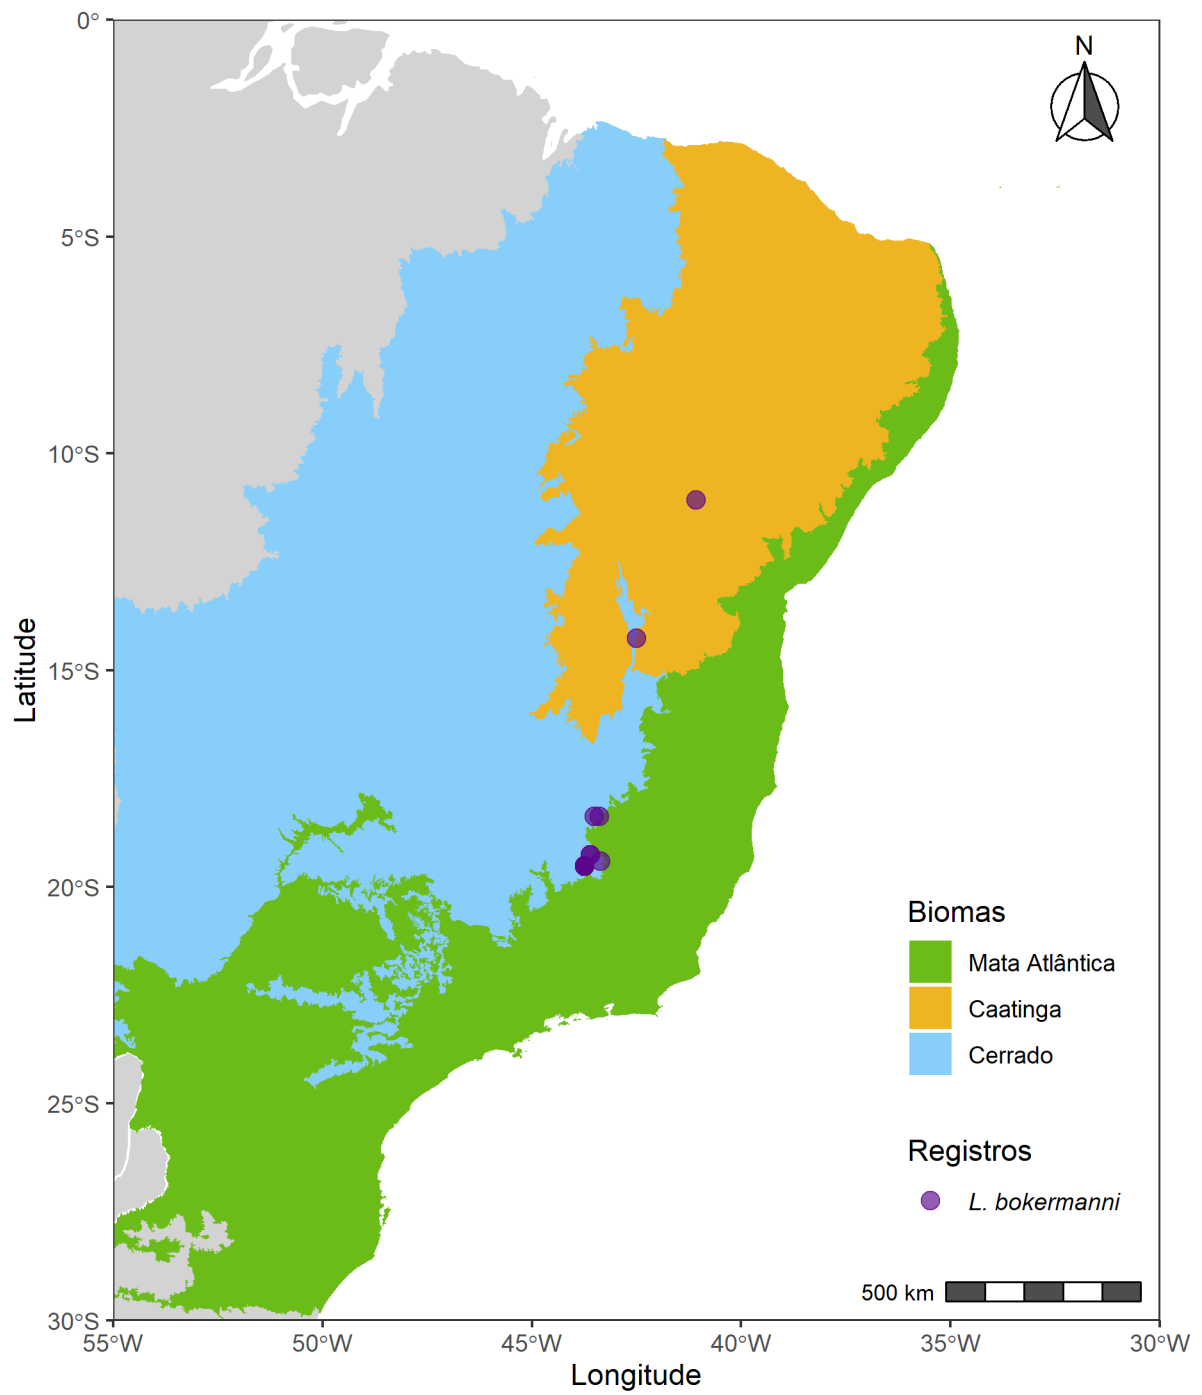 N
0°
5°S
10°S
15°S
20°S
25°S
30°S
Latitude
55°W
50°W
45°W
40°W
35°W
30°W
Longitude
Biomas
Mata Atlântica
Caatinga
Cerrado
Registros
L. bokermanni
500 km